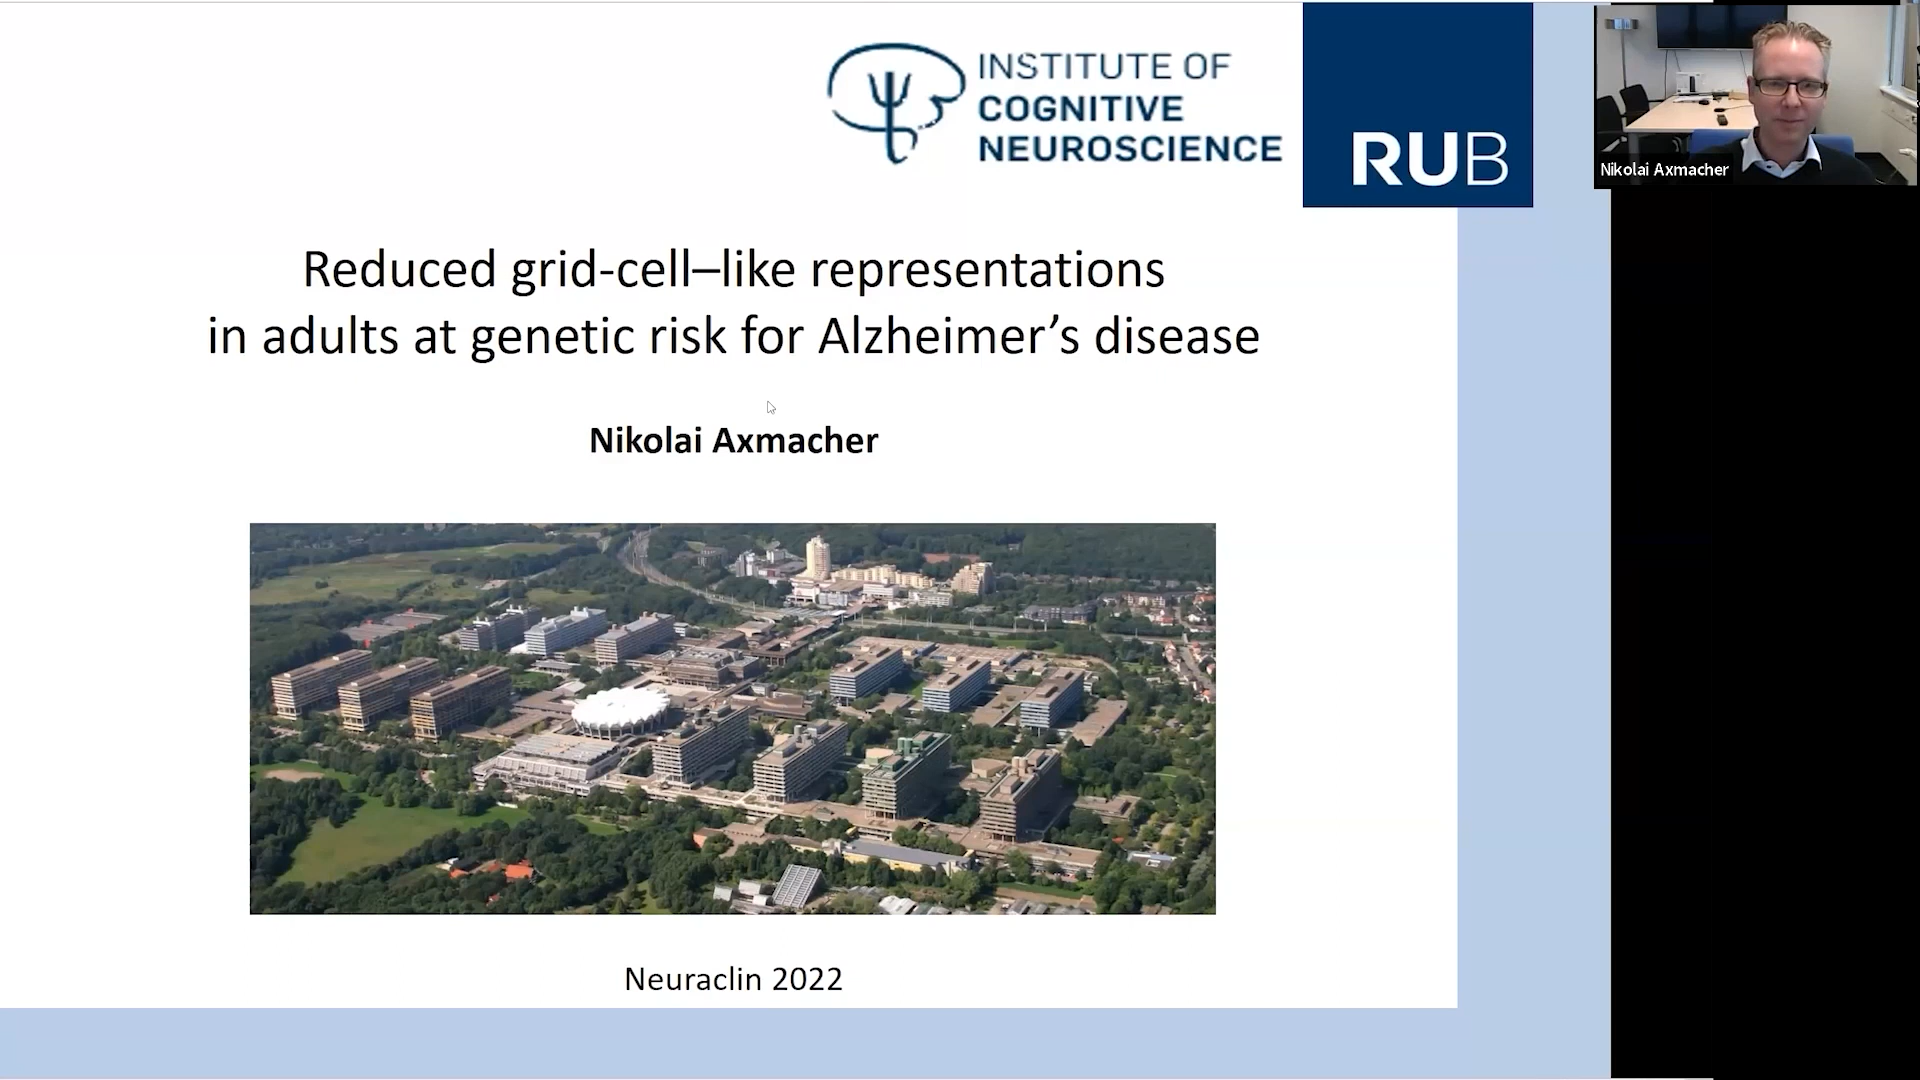 INSTITUTE OF
COGNITIVE
NEUROSCIENCE
RUB
Nikolai Axmacher
Reduced grid-cell–like representations
in adults at genetic risk for Alzheimer’s disease
Nikolai Axmacher
Neuraclin 2022